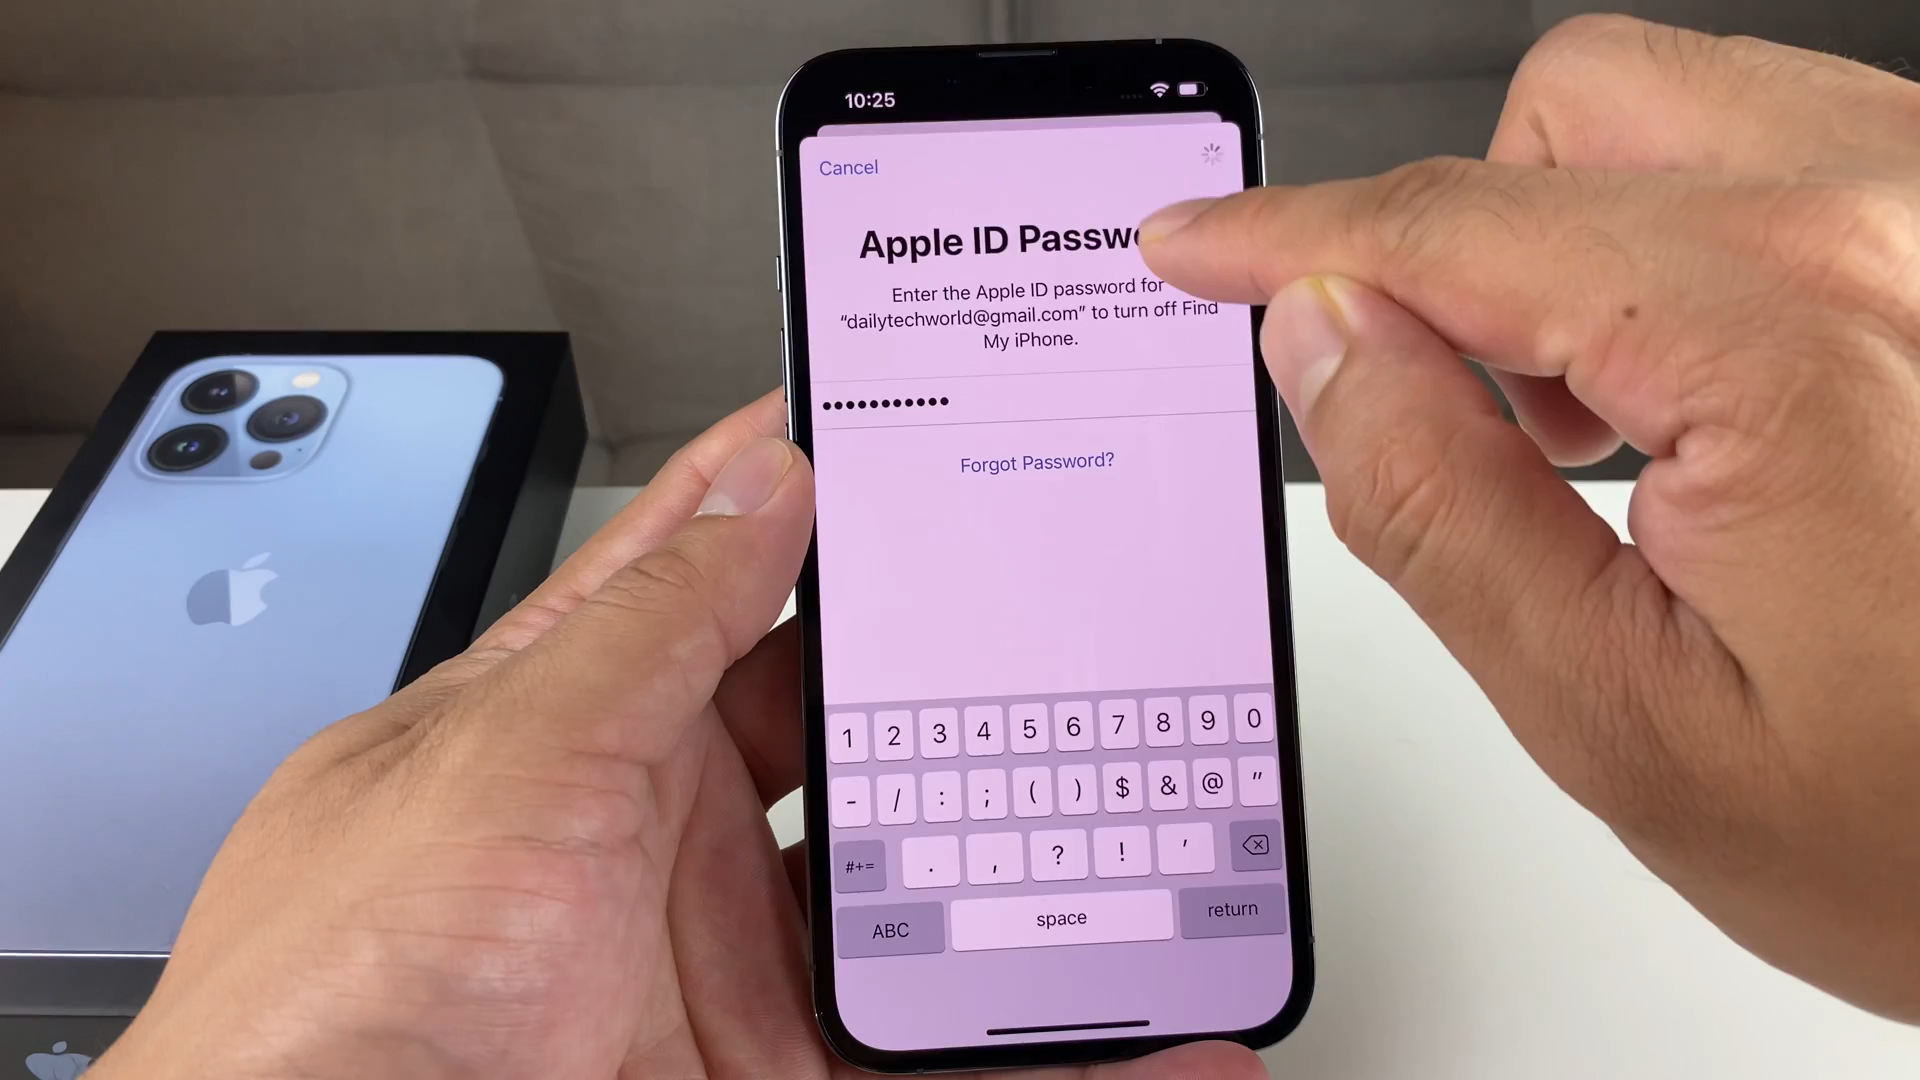 10:25
Cancel
Apple ID
Enter the Apple ID password for
“dailytechworld@gmail.com” to turn off Find
My iPhone.
Forgot Password?
1 2 3 4 5 6 7 8 9 0
- / : ; ( ) $ & @ "
#+= . , ? ! '
ABC space return